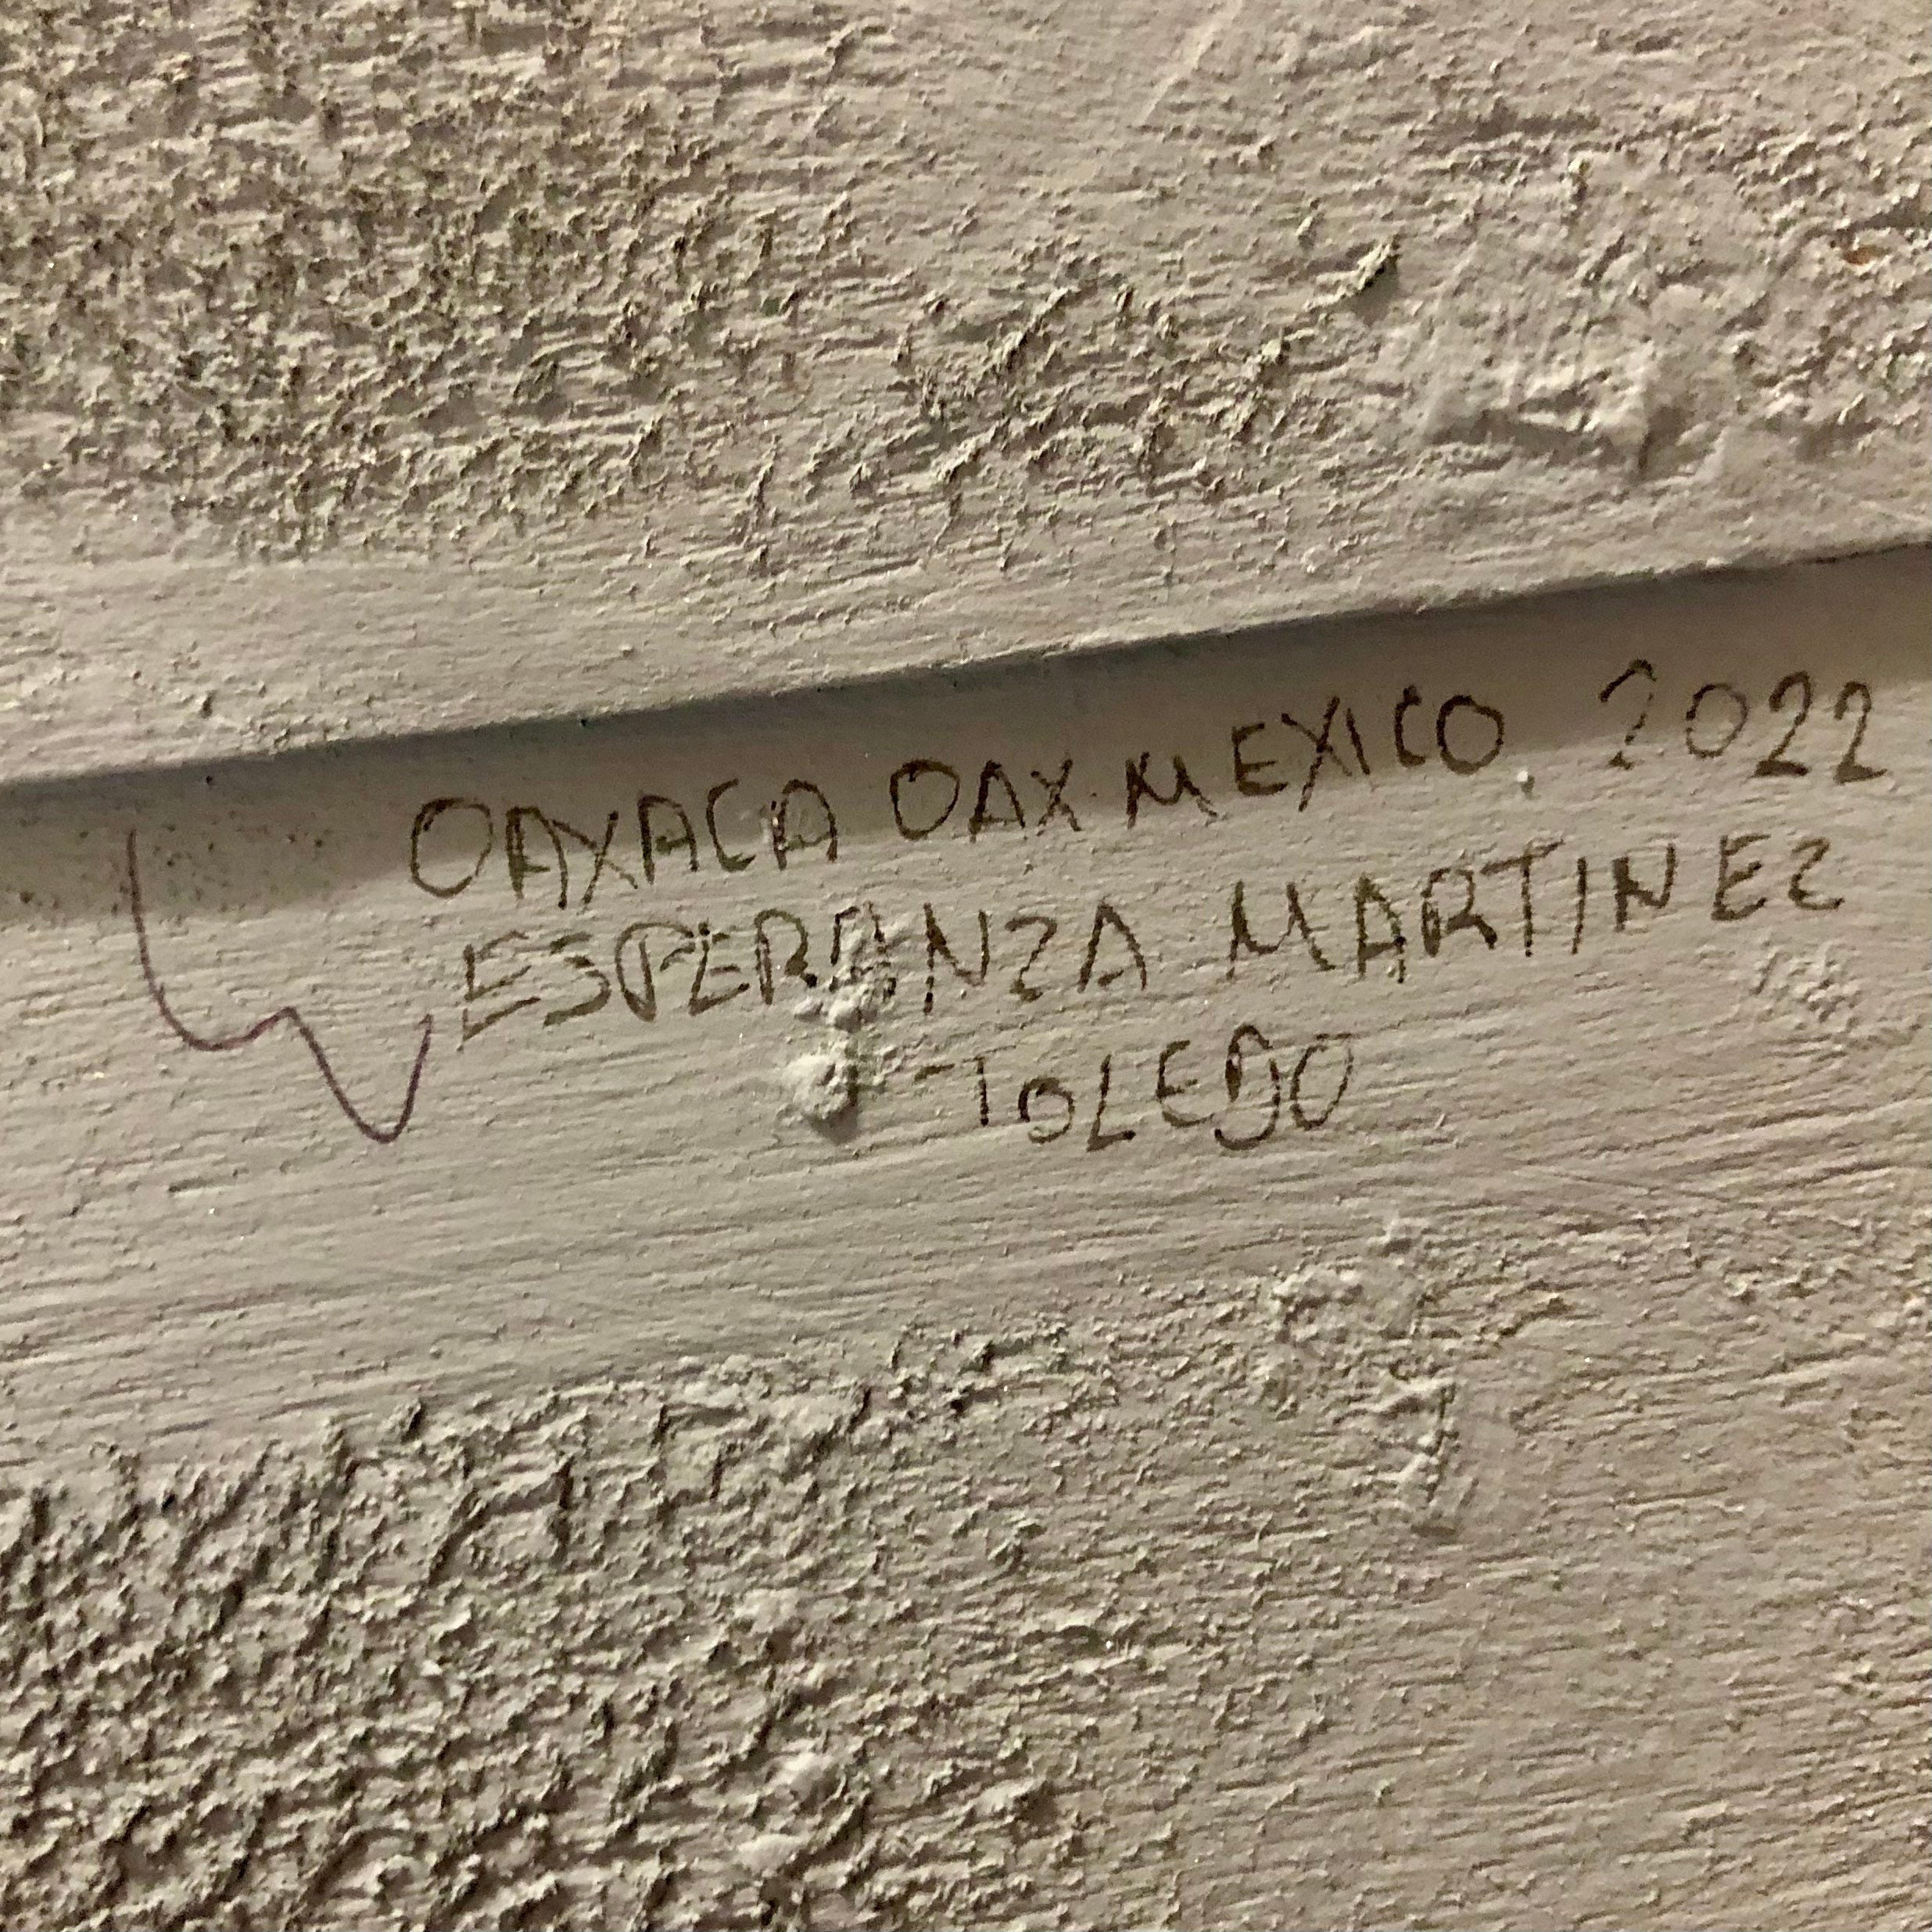 OAXACA OAX MEXICO. 2022
ESPERANZA MARTINEZ
TOLEDO